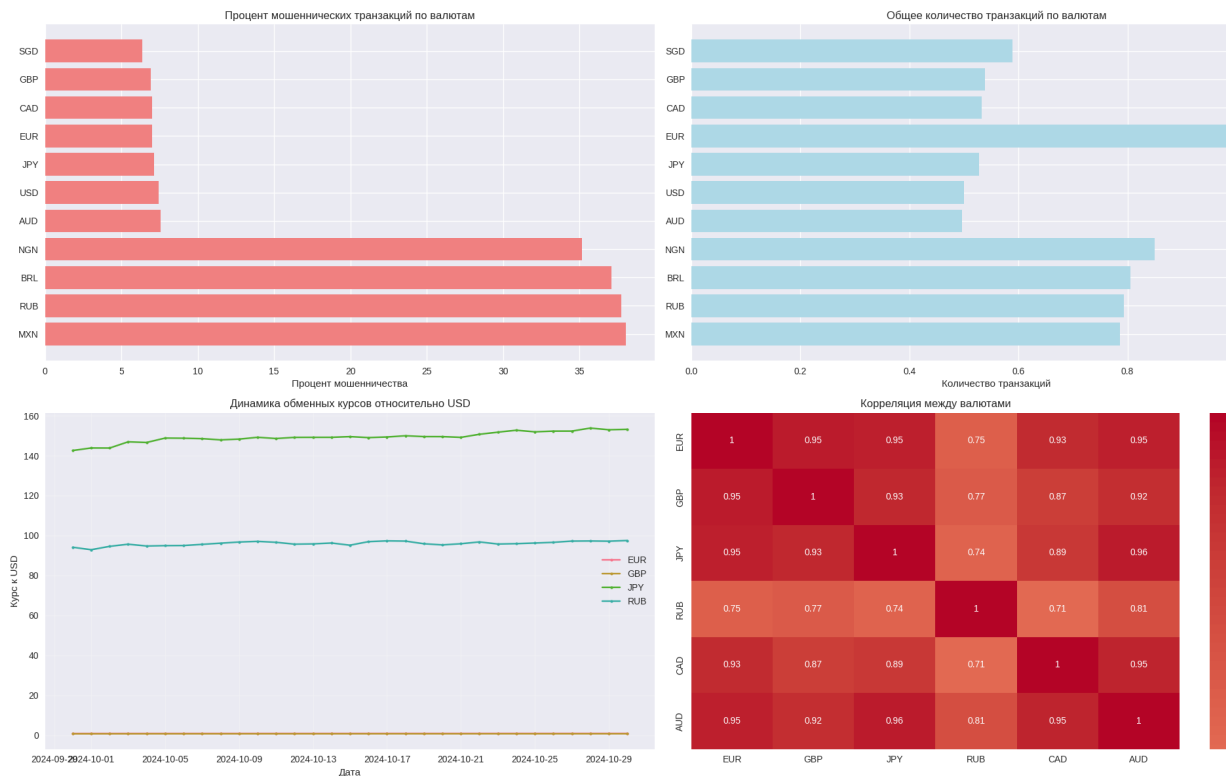 Процент мошеннических транзакций по валютам
SGD
GBP
CAD
EUR
JPY
USD
AUD
NGN
BRL
RUB
MXN
0 5 10 15 20 25 30 35
Процент мошенничества
Общее количество транзакций по валютам
SGD
GBP
CAD
EUR
JPY
USD
AUD
NGN
BRL
RUB
MXN
0.0 0.2 0.4 0.6 0.8
Количество транзакций
Динамика обменных курсов относительно USD
Курс к USD
160
140
120
100
80
60
40
20
0
EUR
GBP
JPY
RUB
2024-09-29 2024-10-01 2024-10-05 2024-10-09 2024-10-13 2024-10-17 2024-10-21 2024-10-25 2024-10-29
Дата
Корреляция между валютами
EUR 1 0.95 0.95 0.75 0.93 0.95
GBP 0.95 1 0.93 0.77 0.87 0.92
JPY 0.95 0.93 1 0.74 0.89 0.96
RUB 0.75 0.77 0.74 1 0.71 0.81
CAD 0.93 0.87 0.89 0.71 1 0.95
AUD 0.95 0.92 0.96 0.81 0.95 1
EUR GBP JPY RUB CAD AUD